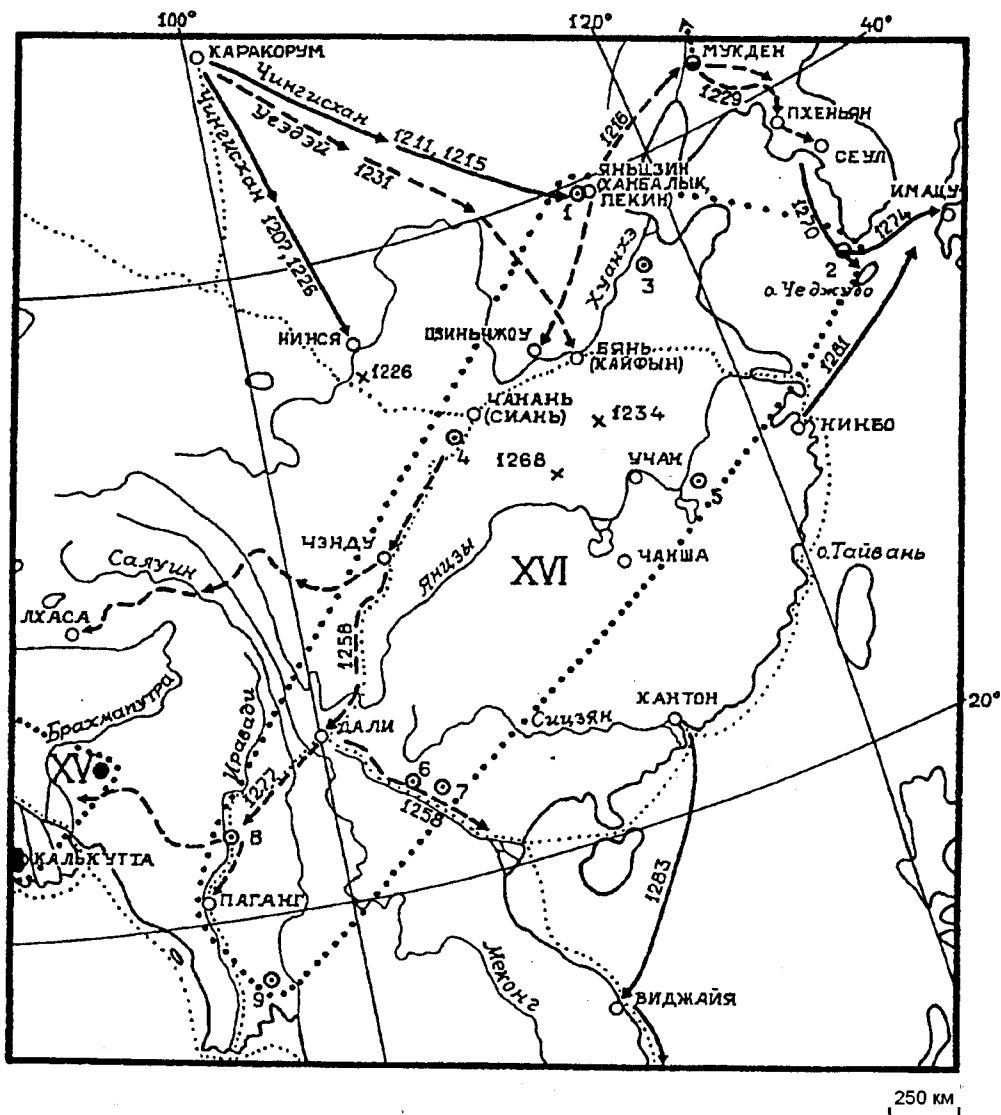 100°
120°
40°
КАРАКОРУМ
МУКДЕН
Чингисхан
1211, 1215
Уегдэй
1231
Чингисхан 1207, 1226
1216
1229
ПХЕНЬЯН
СЕУЛ
ЯНЬЦЗИН
(ХАНБАЛЫК,
ПЕКИН)
1
ИМАЦУ
1270
1274
2
о. Чеджудо
Хуанхэ
3
НИНСЯ
1226
ЦЗИНЬЧЖОУ
БЯНЬ
(КАЙФЫН)
1281
ЧАНАНЬ
(СИАНЬ)
1234
НИНБО
4
1268
УЧАН
5
ЧЭНДУ
Янцзы
XVI
ЧАНША
о. Тайвань
Салуин
ЛХАСА
1258
Брахмапутра
Иравади
ДАЛИ
Сицзян
КАНТОН
20°
XV
1277
6
7
1258
8
КАЛЬКУТТА
ПАГАНГ
1283
Меконг
9
ВИДЖАЙЯ
250 км